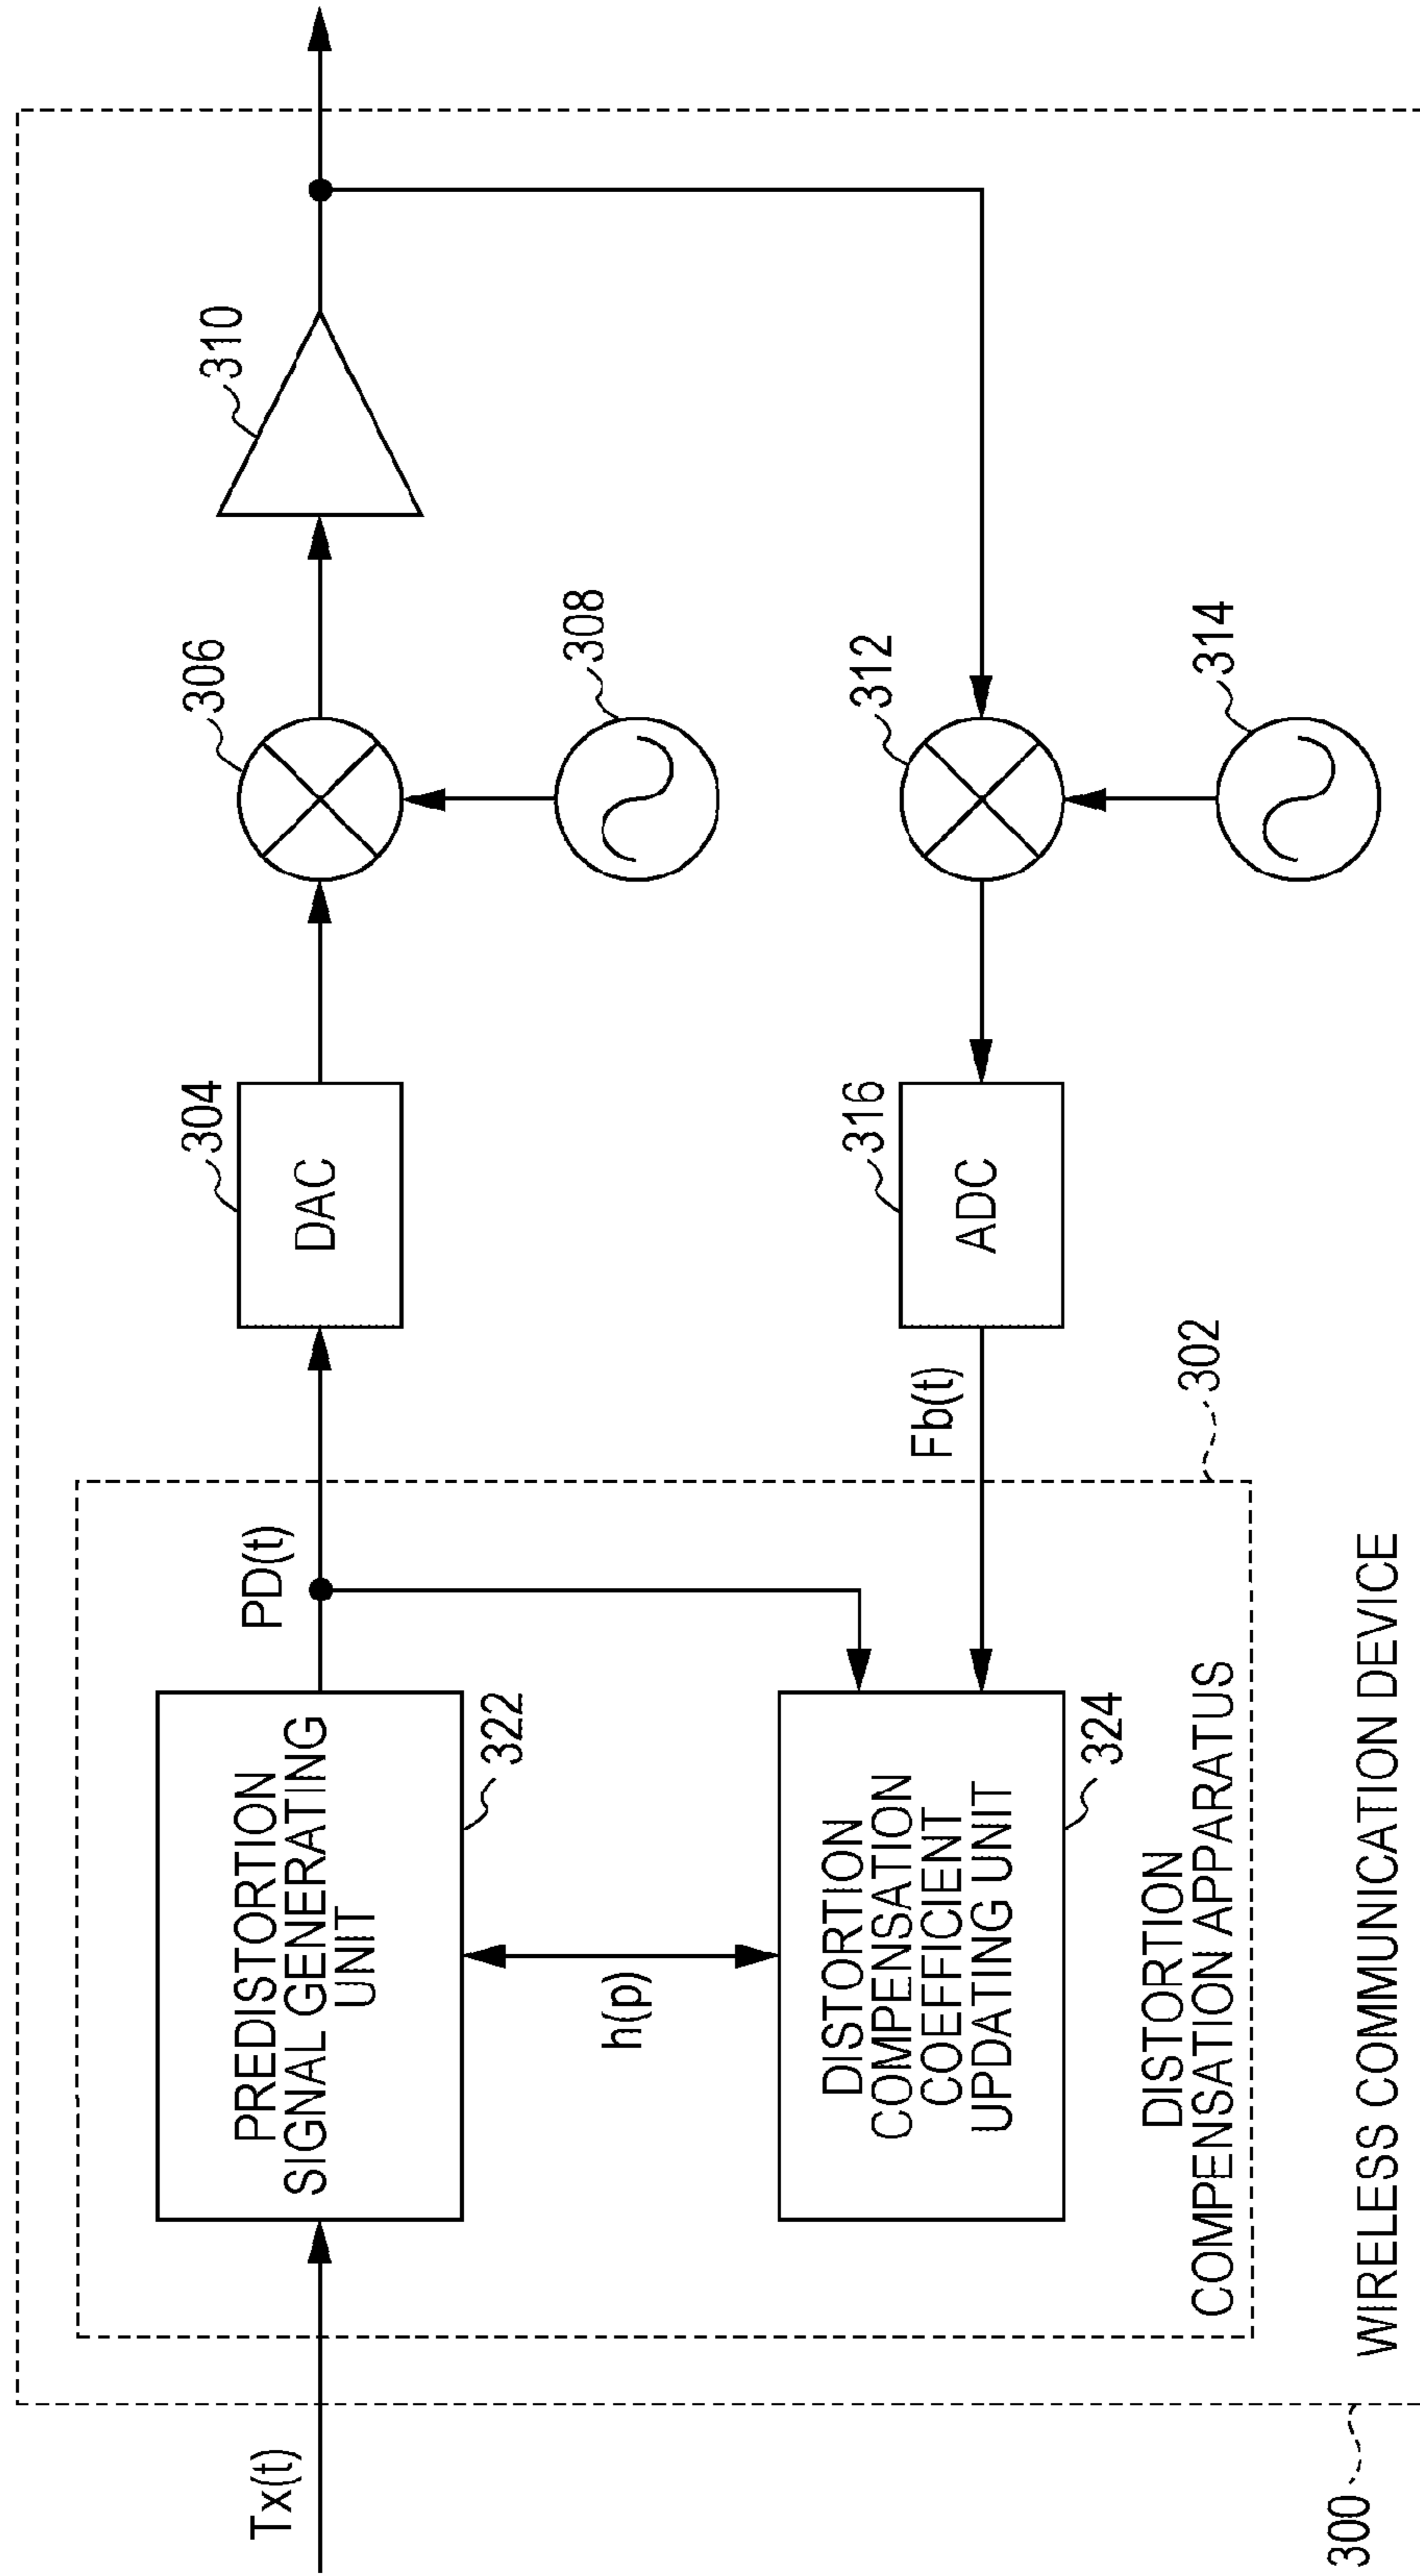 Tx(t)
PREDISTORTION
SIGNAL GENERATING
UNIT
322
PD(t)
304
DAC
306
308
310
h(p)
DISTORTION
COMPENSATION
COEFFICIENT
UPDATING UNIT
324
Fb(t)
316
ADC
312
314
302
DISTORTION
COMPENSATION APPARATUS
WIRELESS COMMUNICATION DEVICE
300